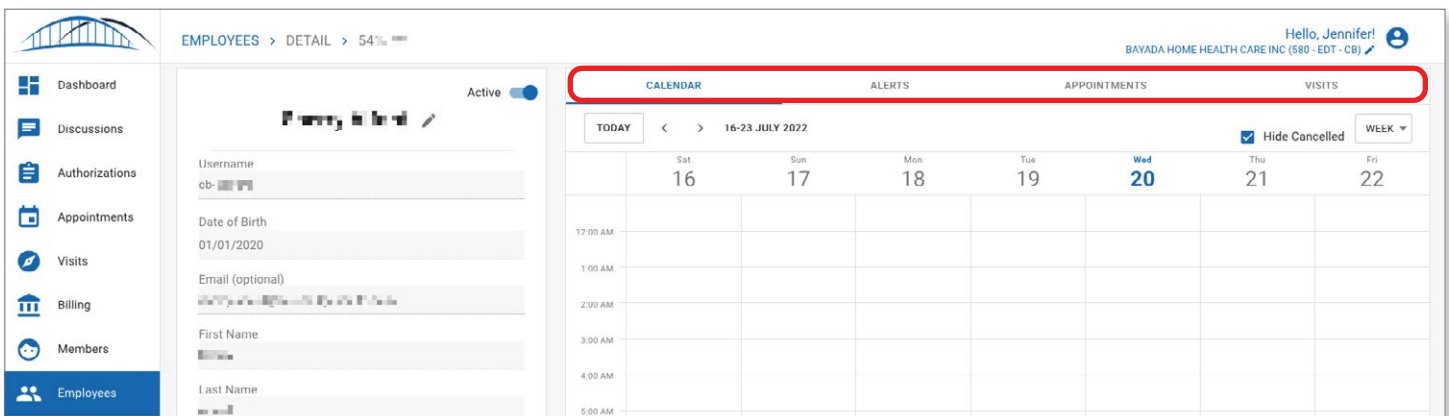 EMPLOYEES > DETAIL > 54
Hello, Jennifer!
BAYADA HOME HEALTH CARE INC (580 - EDT - CB)
Dashboard
Discussions
Authorizations
Appointments
Visits
Billing
Members
Employees
Active
Username
cb-
Date of Birth
01/01/2020
Email (optional)
First Name
Last Name
CALENDAR ALERTS APPOINTMENTS VISITS
TODAY < > 16-23 JULY 2022
Hide Cancelled WEEK
Sat Sun Mon Tue Wed Thu Fri
16 17 18 19 20 21 22
12:00 AM
1:00 AM
2:00 AM
3:00 AM
4:00 AM
5:00 AM